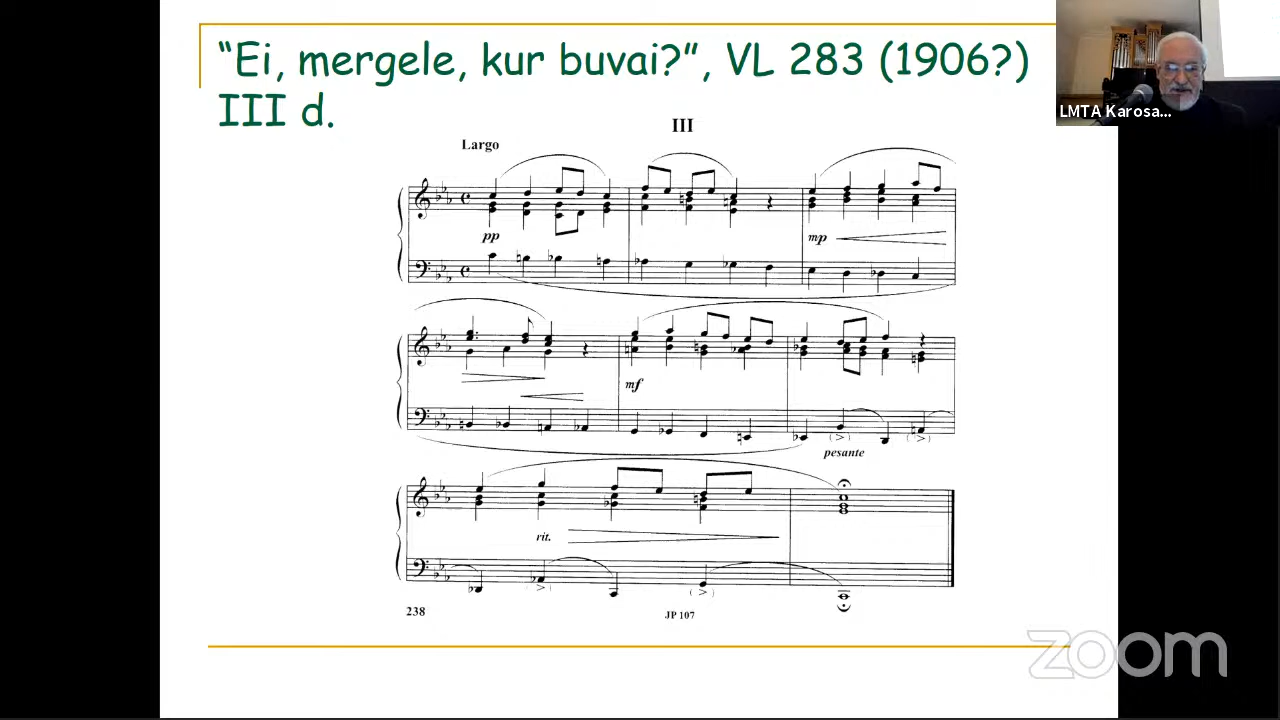 “Ei, mergele, kur buvai?”, VL 283 (1906?)
III d.
LMTA Karosa...
III
Largo
pp
mp
mf
pesante
rit.
238
JP 107
zoom